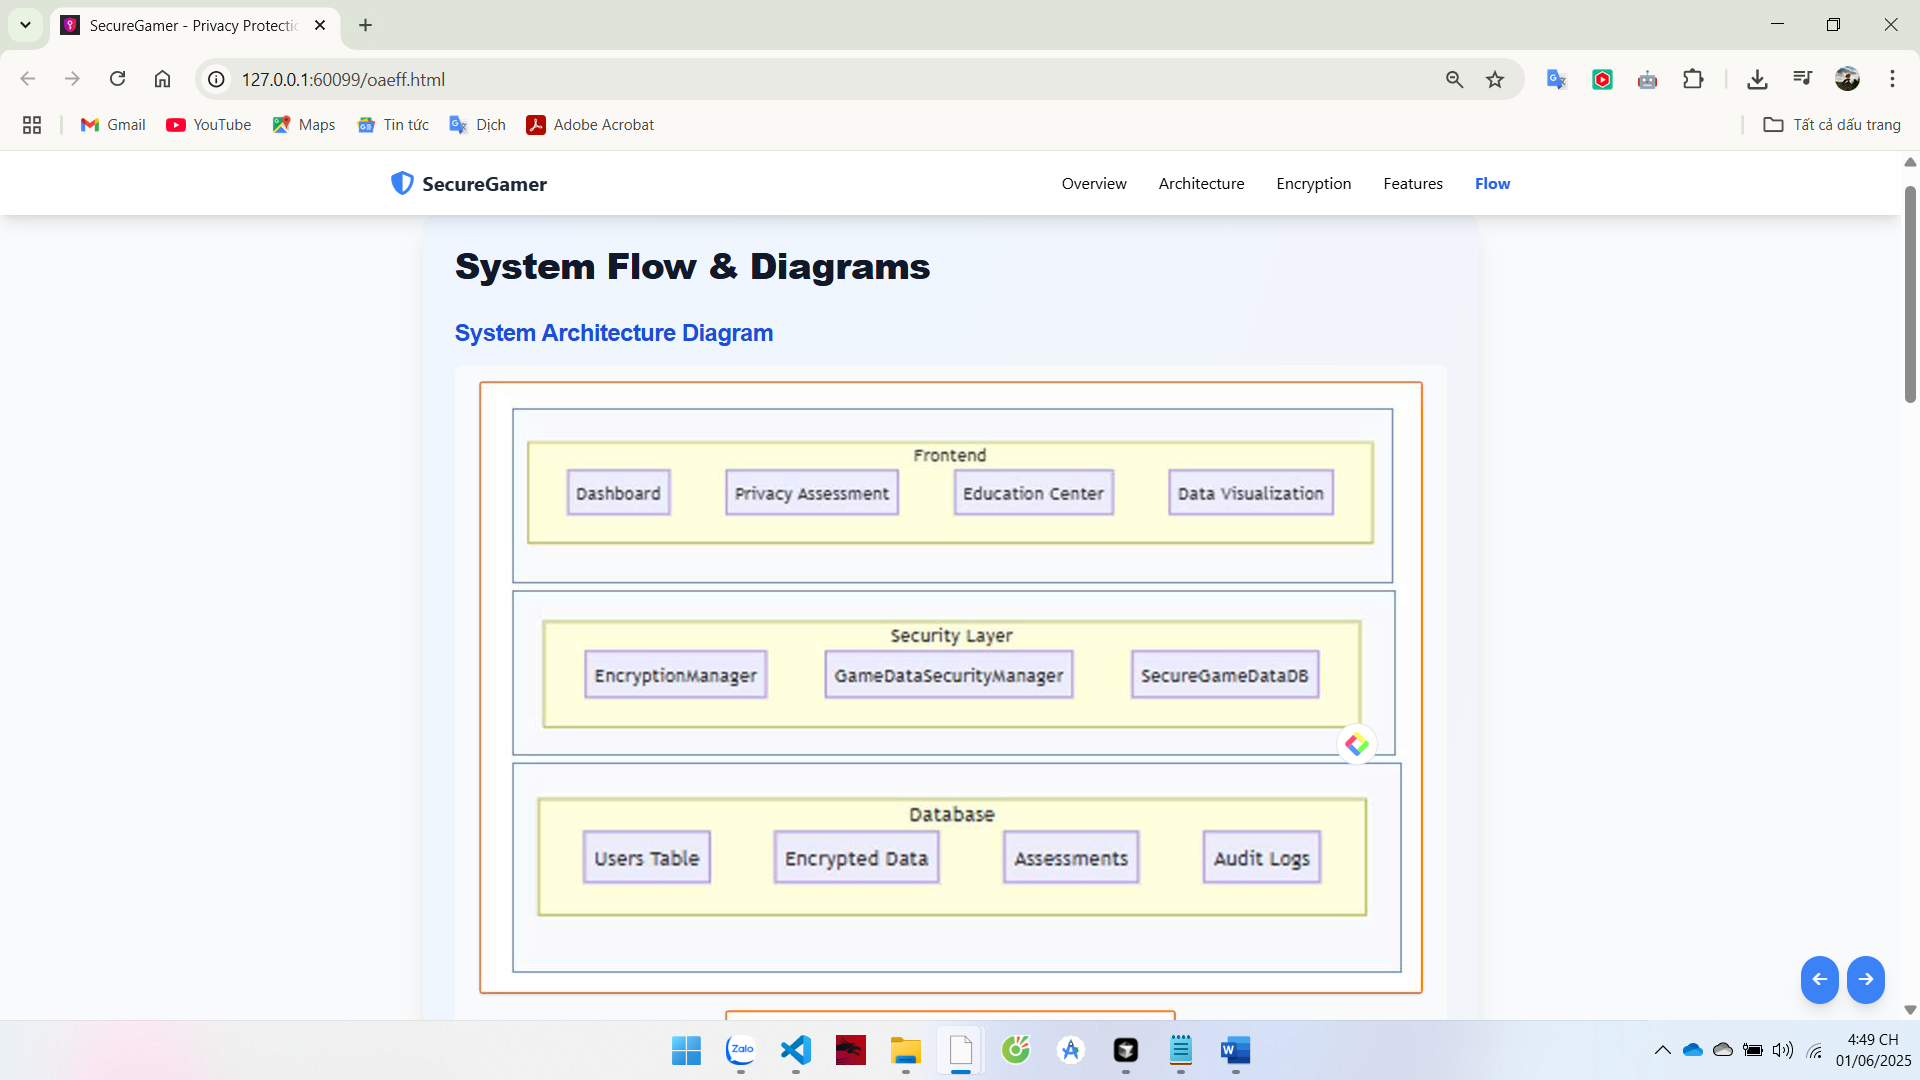 SecureGamer - Privacy Protectic
127.0.0.1:60099/oaeff.html
Gmail YouTube Maps Tin tức Dịch Adobe Acrobat Tất cả dấu trang
SecureGamer Overview Architecture Encryption Features Flow
System Flow & Diagrams
System Architecture Diagram
Frontend
Dashboard Privacy Assessment Education Center Data Visualization
Security Layer
EncryptionManager GameDataSecurityManager SecureGameDataDB
Database
Users Table Encrypted Data Assessments Audit Logs
Zalo
4:49 CH
01/06/2025